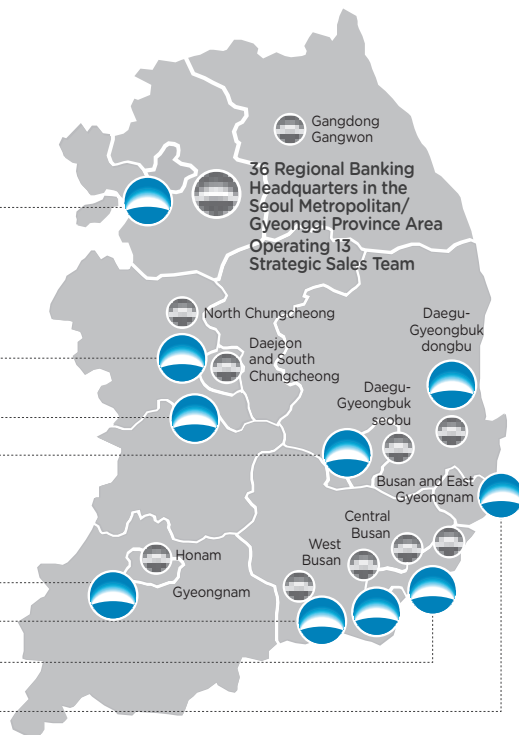 Gangdong
Gangwon
36 Regional Banking
Headquarters in the
Seoul Metropolitan/
Gyeonggi Province Area
Operating 13
Strategic Sales Team
North Chungcheong
Daejeon
and South
Chungcheong
Daegu-
Gyeongbuk
dongbu
Daegu-
Gyeongbuk
seobu
Busan and East
Gyeongnam
Central
Busan
West
Busan
Honam
Gyeongnam